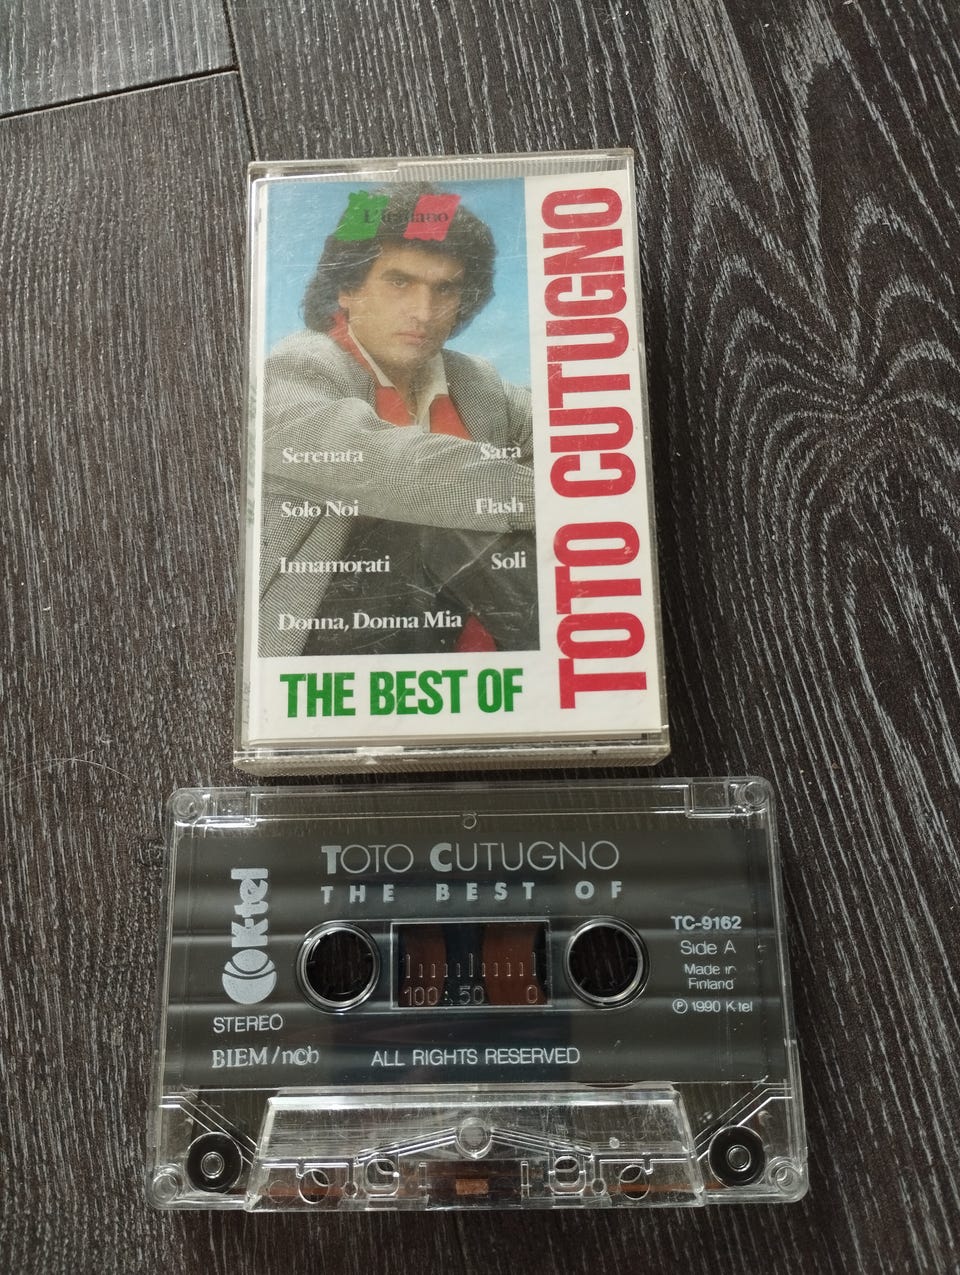 L'italiano
Serenata
Sara
Solo Noi
Flash
Innamorati
Soli
Donna, Donna Mia
THE BEST OF
TOTO CUTUGNO
TOTO CUTUGNO
THE BEST OF
K-tel
TC-9162
Side A
Made in
Finland
℗ 1990 K-tel
100 50 0
STEREO
BIEM/ncb
ALL RIGHTS RESERVED